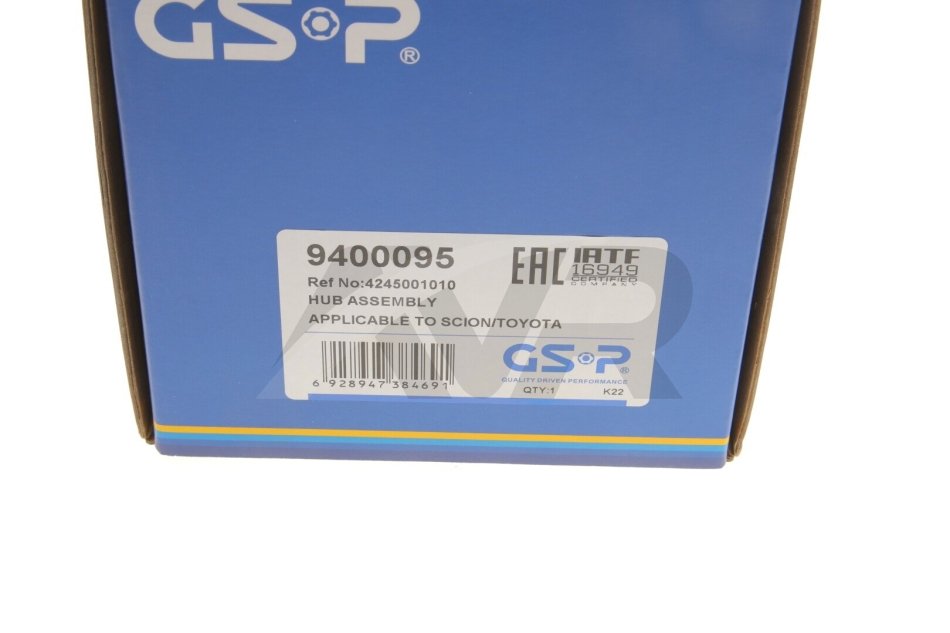 GSP®
9400095
Ref No:4245001010
HUB ASSEMBLY
APPLICABLE TO SCION/TOYOTA
EAC
IATF
16949
CERTIFIED
COMPANY
6 928947 384691
GSP®
QUALITY DRIVEN PERFORMANCE
QTY:1 K22
AVR